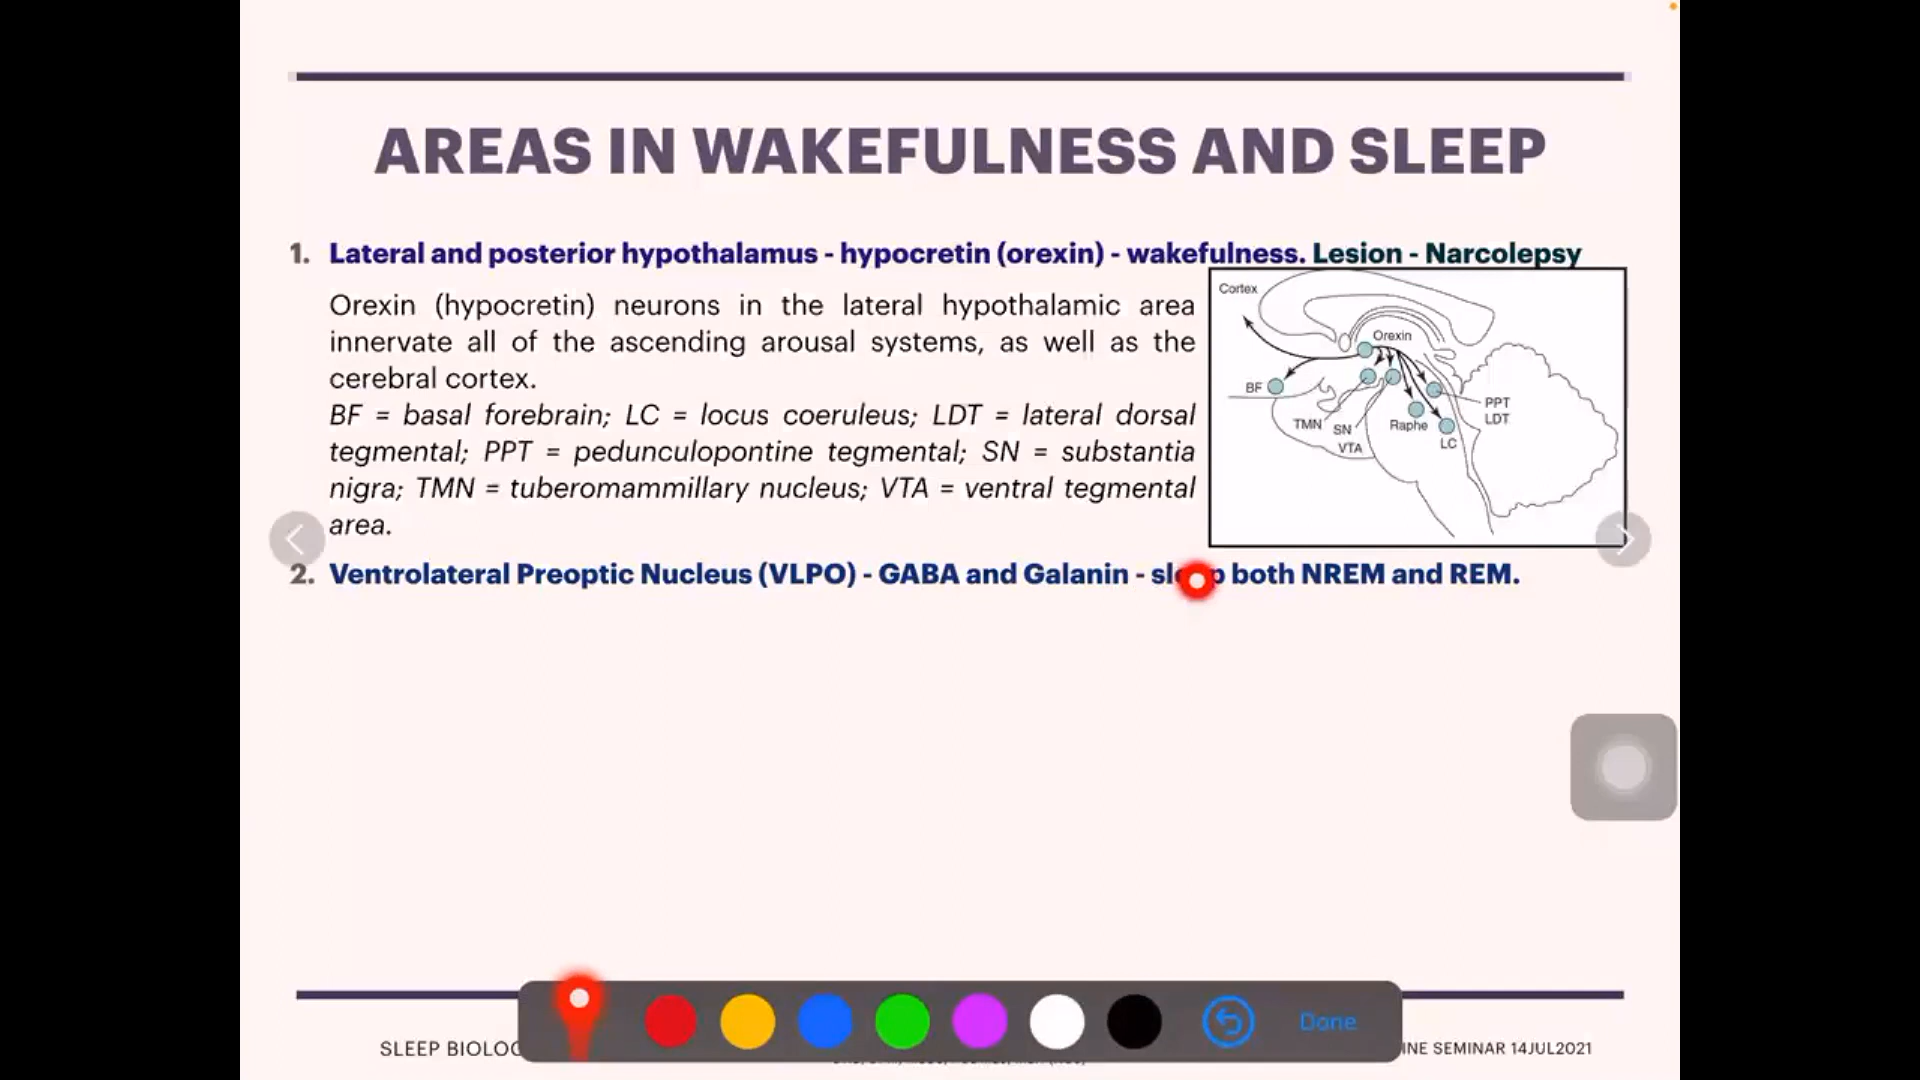 AREAS IN WAKEFULNESS AND SLEEP
1. Lateral and posterior hypothalamus - hypocretin (orexin) - wakefulness. Lesion - Narcolepsy
Orexin (hypocretin) neurons in the lateral hypothalamic area
innervate all of the ascending arousal systems, as well as the
cerebral cortex.
BF = basal forebrain; LC = locus coeruleus; LDT = lateral dorsal
tegmental; PPT = pedunculopontine tegmental; SN = substantia
nigra; TMN = tuberomammillary nucleus; VTA = ventral tegmental
area.
Cortex
Orexin
BF
PPT
LDT
TMN
SN
Raphe
LC
VTA
2. Ventrolateral Preoptic Nucleus (VLPO) - GABA and Galanin - sleep both NREM and REM.
Done
SLEEP BIOLO
INE SEMINAR 14JUL2021